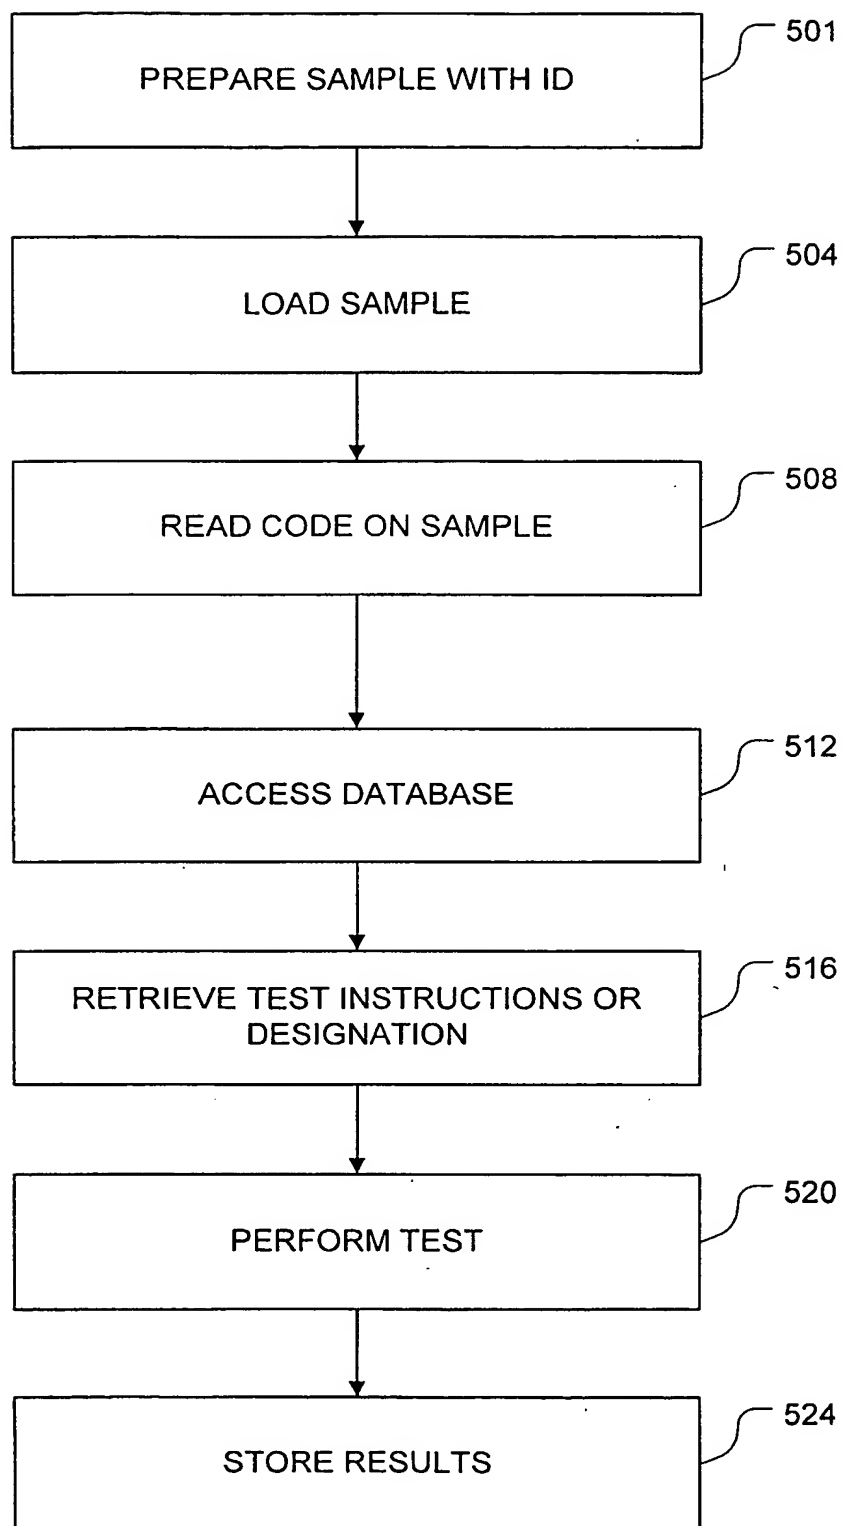 501
PREPARE SAMPLE WITH ID
504
LOAD SAMPLE
508
READ CODE ON SAMPLE
512
ACCESS DATABASE
516
RETRIEVE TEST INSTRUCTIONS OR
DESIGNATION
520
PERFORM TEST
524
STORE RESULTS